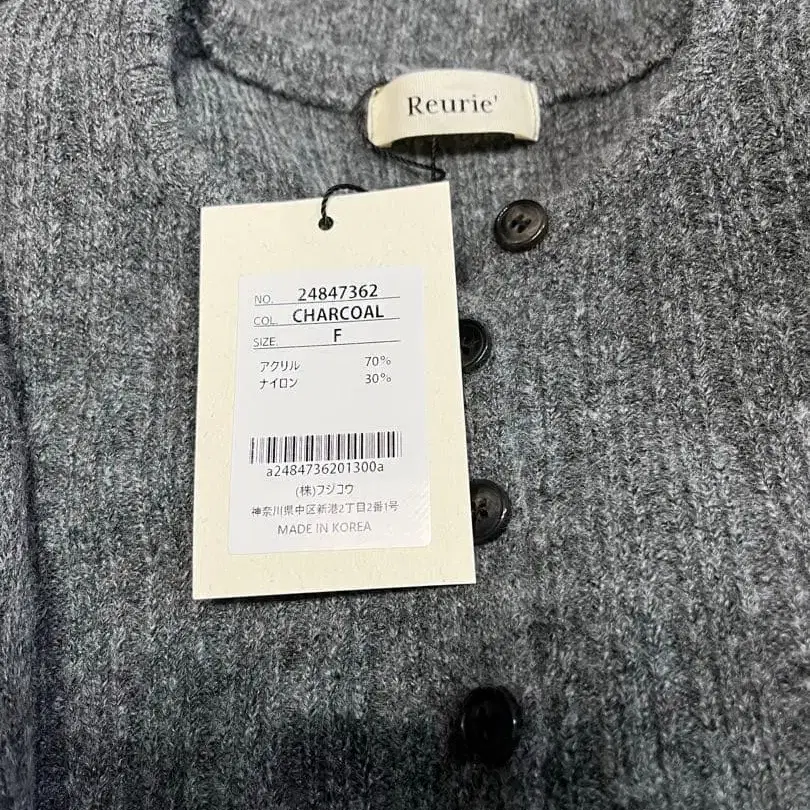 Reurie'
NO. 24847362
COL. CHARCOAL
SIZE. F
アクリル 70%
ナイロン 30%
a2484736201300a
(株)フジコウ
神奈川県中区新港2丁目2番1号
MADE IN KOREA